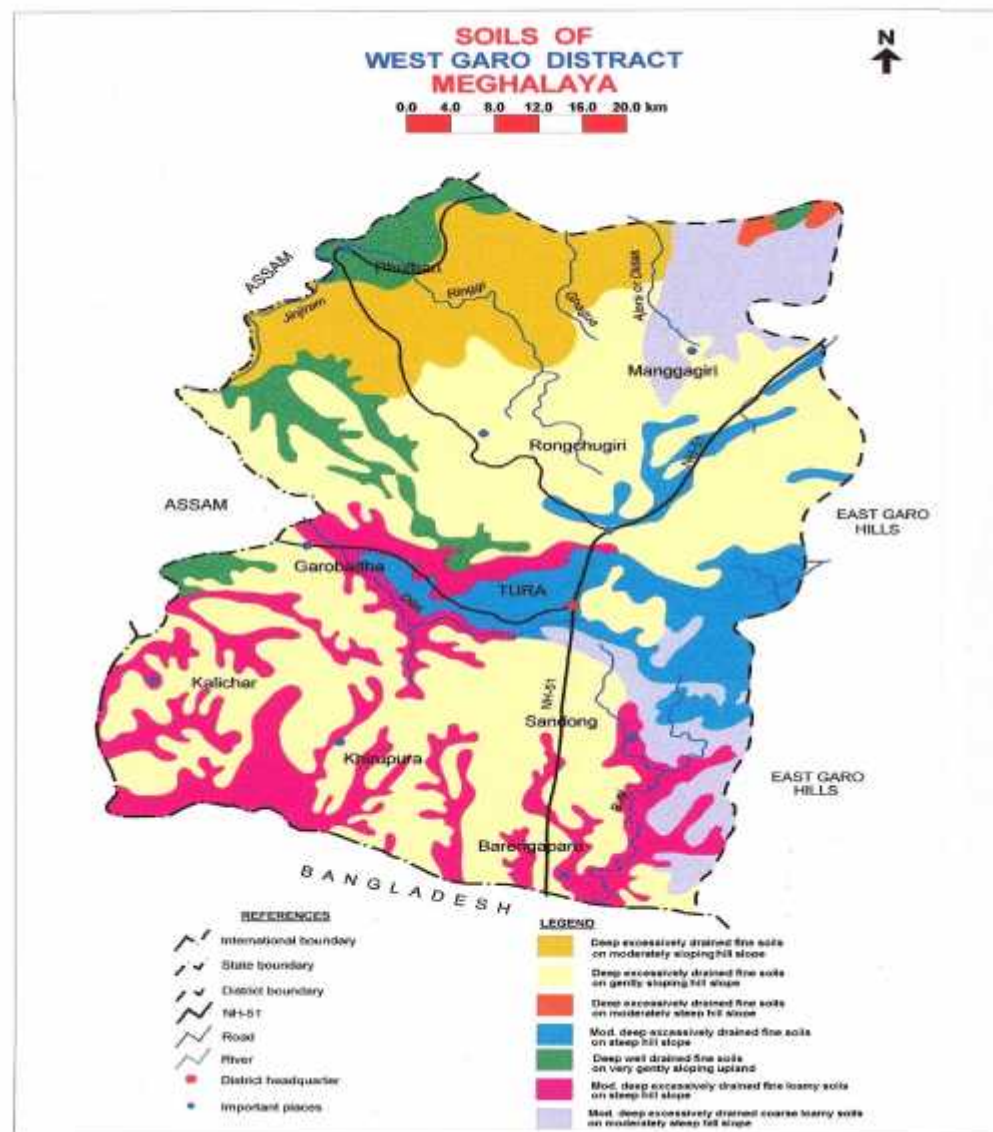 SOILS OF
WEST GARO DISTRICT
MEGHALAYA
N
0.0 4.0 8.0 12.0 16.0 20.0 km
ASSAM
Jinjiram
Ringgi
Manggagiri
Rongchugiri
ASSAM
EAST GARO
HILLS
Garobadha
TURA
Kalichar
NH-51
Sandong
EAST GARO
HILLS
Barengapara
BANGLADESH
REFERENCES
International boundary
State boundary
District boundary
NH-51
Road
River
District headquarter
Important places
LEGEND
Deep excessively drained fine soils
on moderately sloping hill slope
Deep excessively drained fine soils
on gently sloping hill slope
Deep excessively drained fine soils
on moderately steep hill slope
Mod. deep excessively drained fine soils
on steep hill slope
Deep well drained fine soils
on very gently sloping upland
Mod. deep excessively drained fine loamy soils
on steep hill slope
Mod. deep excessively drained coarse loamy soils
on moderately steep hill slope